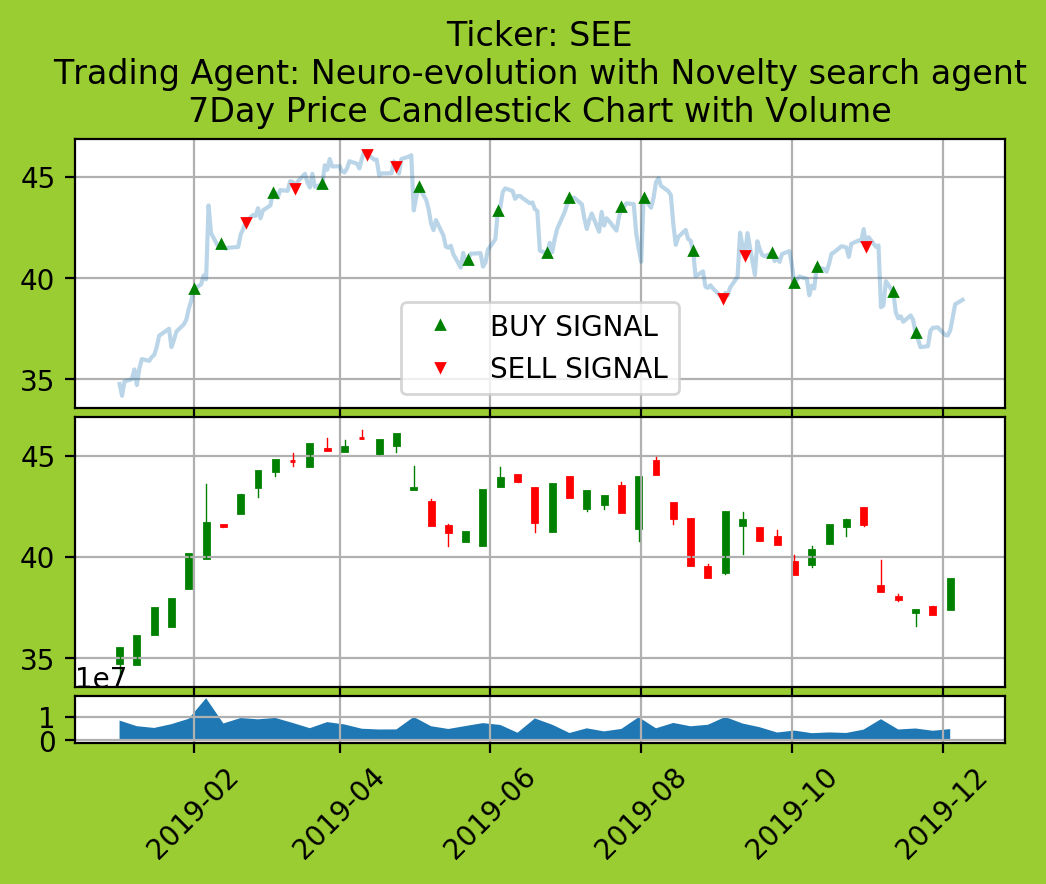 Ticker: SEE
Trading Agent: Neuro-evolution with Novelty search agent
7Day Price Candlestick Chart with Volume
45
40
35
BUY SIGNAL
SELL SIGNAL
45
40
35
1e7
1
0
2019-02
2019-04
2019-06
2019-08
2019-10
2019-12